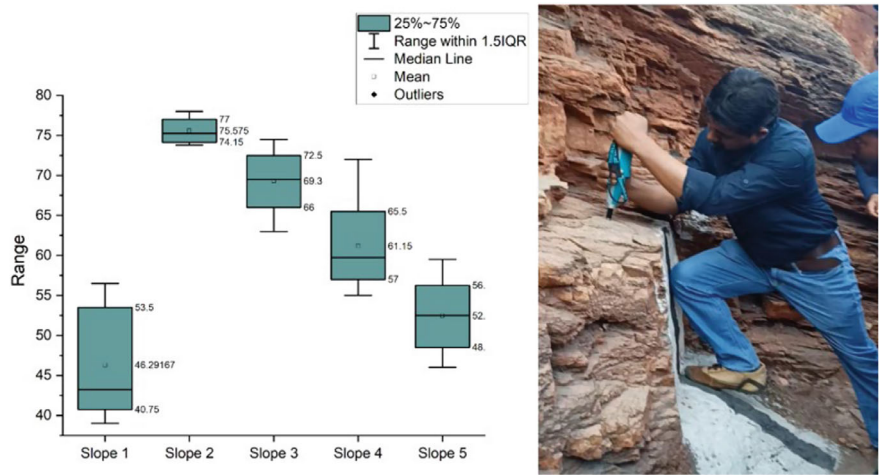 25%~75%
Range within 1.5IQR
Median Line
Mean
Outliers
80
75
70
65
60
55
50
45
40
Range
53.5
46.29167
40.75
77
75.575
74.15
72.5
69.3
66
65.5
61.15
57
56.
52.
48.
Slope 1
Slope 2
Slope 3
Slope 4
Slope 5